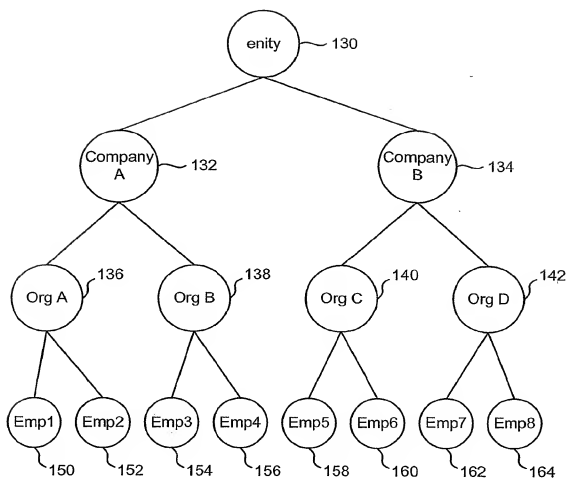 enity
130
Company
A
132
Company
B
134
Org A
136
Org B
138
Org C
140
Org D
142
Emp1
Emp2
Emp3
Emp4
Emp5
Emp6
Emp7
Emp8
150
152
154
156
158
160
162
164